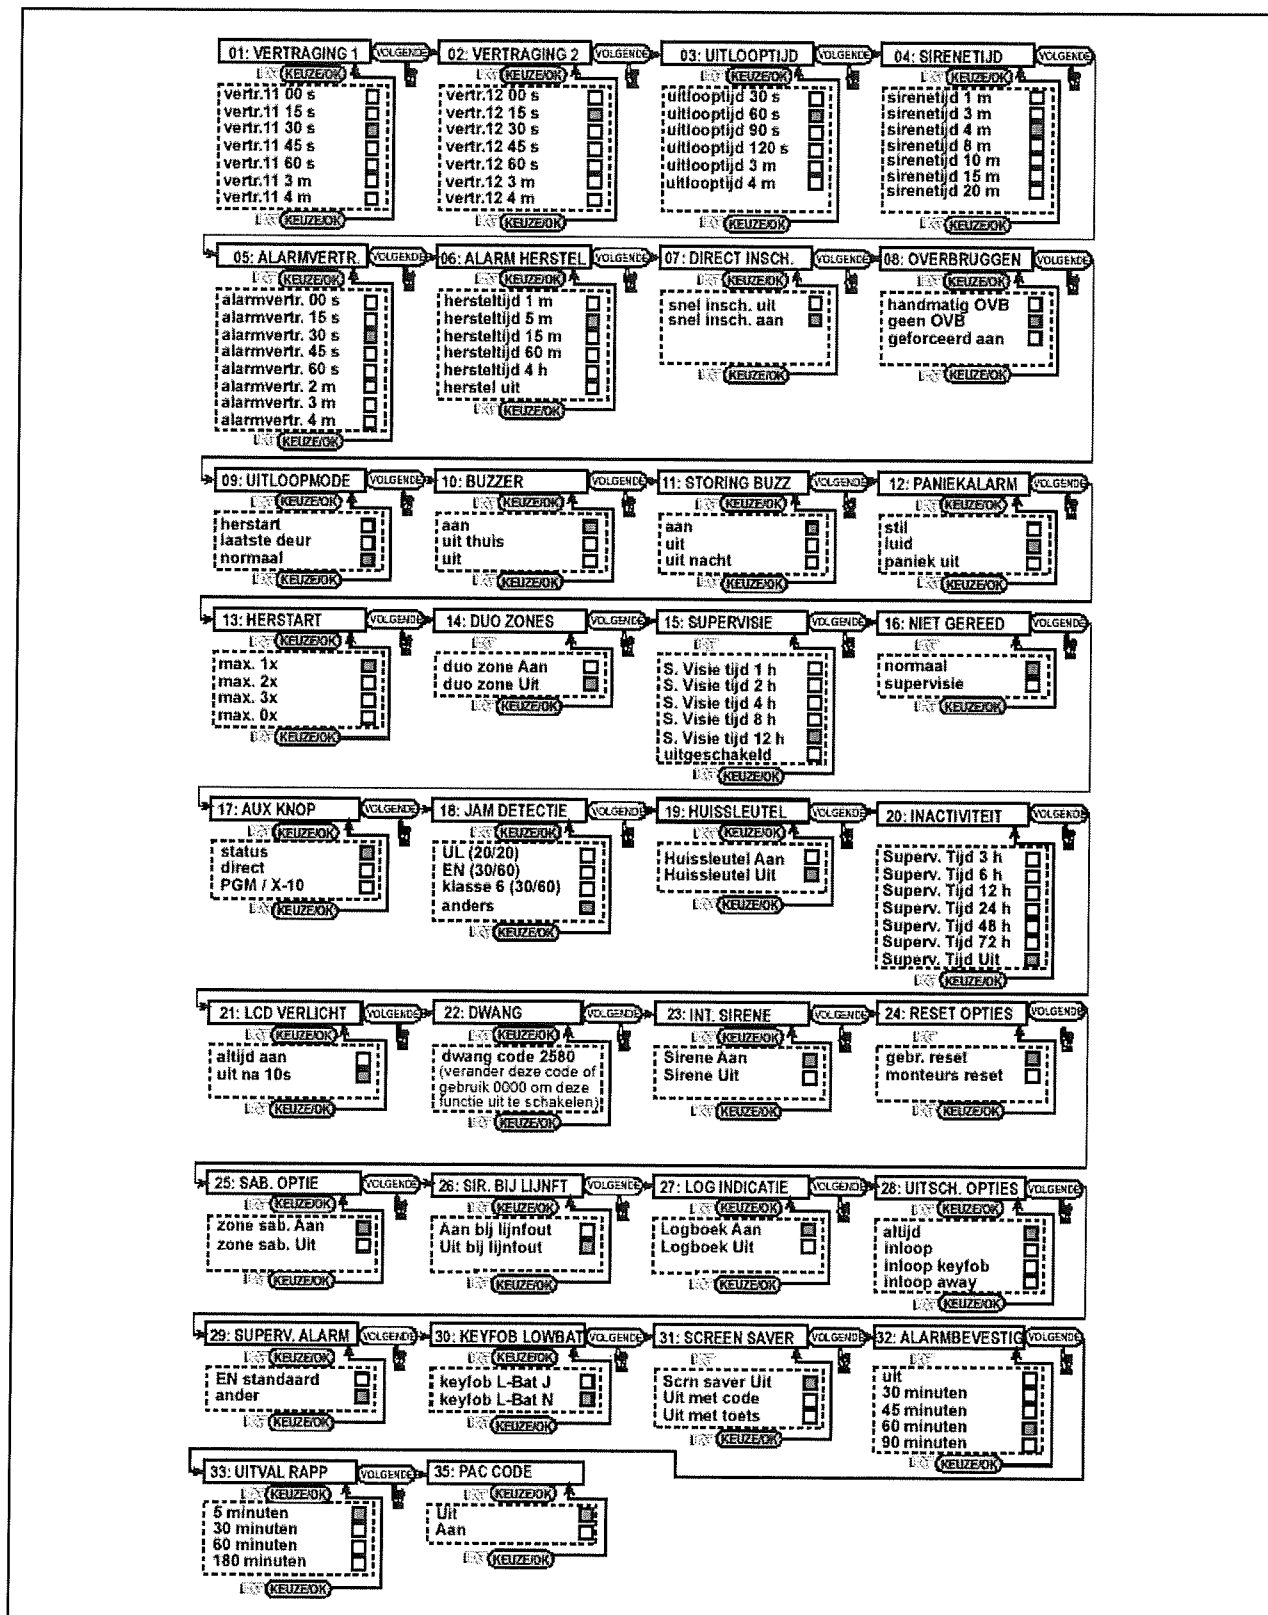 01: VERTRAGING 1
VOLGENDE
02: VERTRAGING 2
VOLGENDE
03: UITLOOPTIJD
VOLGENDE
04: SIRENETIJD
VOLGENDE
KEUZE/OK
KEUZE/OK
KEUZE/OK
KEUZE/OK
vertr.11 00 s
vertr.11 15 s
vertr.11 30 s
vertr.11 45 s
vertr.11 60 s
vertr.11 3 m
vertr.11 4 m
vertr.12 00 s
vertr.12 15 s
vertr.12 30 s
vertr.12 45 s
vertr.12 60 s
vertr.12 3 m
vertr.12 4 m
uitlooptijd 30 s
uitlooptijd 60 s
uitlooptijd 90 s
uitlooptijd 120 s
uitlooptijd 3 m
uitlooptijd 4 m
sirenetijd 1 m
sirenetijd 3 m
sirenetijd 4 m
sirenetijd 8 m
sirenetijd 10 m
sirenetijd 15 m
sirenetijd 20 m
KEUZE/OK
KEUZE/OK
KEUZE/OK
KEUZE/OK
05: ALARMVERTR.
VOLGENDE
06: ALARM HERSTEL
VOLGENDE
07: DIRECT INSCH.
VOLGENDE
08: OVERBRUGGEN
VOLGENDE
KEUZE/OK
KEUZE/OK
KEUZE/OK
KEUZE/OK
alarmvertr. 00 s
alarmvertr. 15 s
alarmvertr. 30 s
alarmvertr. 45 s
alarmvertr. 60 s
alarmvertr. 2 m
alarmvertr. 3 m
alarmvertr. 4 m
hersteltijd 1 m
hersteltijd 5 m
hersteltijd 15 m
hersteltijd 60 m
hersteltijd 4 h
herstel uit
snel insch. uit
snel insch. aan
handmatig OVB
geen OVB
geforceerd aan
KEUZE/OK
KEUZE/OK
KEUZE/OK
KEUZE/OK
09: UITLOOPMODE
VOLGENDE
10: BUZZER
VOLGENDE
11: STORING BUZZ
VOLGENDE
12: PANIEKALARM
VOLGENDE
KEUZE/OK
KEUZE/OK
KEUZE/OK
KEUZE/OK
herstart
laatste deur
normaal
aan
uit thuis
uit
aan
uit
uit nacht
stil
luid
paniek uit
KEUZE/OK
KEUZE/OK
KEUZE/OK
KEUZE/OK
13: HERSTART
VOLGENDE
14: DUO ZONES
VOLGENDE
15: SUPERVISIE
VOLGENDE
16: NIET GEREED
VOLGENDE
KEUZE/OK
KEUZE/OK
max. 1x
max. 2x
max. 3x
max. 0x
duo zone Aan
duo zone Uit
S. Visie tijd 1 h
S. Visie tijd 2 h
S. Visie tijd 4 h
S. Visie tijd 8 h
S. Visie tijd 12 h
uitgeschakeld
normaal
supervisie
KEUZE/OK
KEUZE/OK
KEUZE/OK
KEUZE/OK
17: AUX KNOP
VOLGENDE
18: JAM DETECTIE
VOLGENDE
19: HUISSLEUTEL
VOLGENDE
20: INACTIVITEIT
VOLGENDE
KEUZE/OK
KEUZE/OK
status
direct
PGM / X-10
UL (20/20)
EN (30/60)
klasse 6 (30/60)
anders
Huissleutel Aan
Huissleutel Uit
Superv. Tijd 3 h
Superv. Tijd 6 h
Superv. Tijd 12 h
Superv. Tijd 24 h
Superv. Tijd 48 h
Superv. Tijd 72 h
Superv. Tijd Uit
KEUZE/OK
KEUZE/OK
KEUZE/OK
KEUZE/OK
21: LCD VERLICHT
VOLGENDE
22: DWANG
VOLGENDE
23: INT. SIRENE
VOLGENDE
24: RESET OPTIES
VOLGENDE
KEUZE/OK
KEUZE/OK
KEUZE/OK
altijd aan
uit na 10s
dwang code 2580
(verander deze code of
gebruik 0000 om deze
functie uit te schakelen)
Sirene Aan
Sirene Uit
gebr. reset
monteurs reset
KEUZE/OK
KEUZE/OK
KEUZE/OK
KEUZE/OK
25: SAB. OPTIE
VOLGENDE
26: SIR. BIJ LIJNFT
VOLGENDE
27: LOG INDICATIE
VOLGENDE
28: UITSCH. OPTIES
VOLGENDE
KEUZE/OK
KEUZE/OK
KEUZE/OK
KEUZE/OK
zone sab. Aan
zone sab. Uit
Aan bij lijnfout
Uit bij lijnfout
Logboek Aan
Logboek Uit
altijd
inloop
inloop keyfob
inloop away
KEUZE/OK
KEUZE/OK
KEUZE/OK
KEUZE/OK
29: SUPERV. ALARM
VOLGENDE
30: KEYFOB LOWBAT
VOLGENDE
31: SCREEN SAVER
VOLGENDE
32: ALARMBEVESTIG
VOLGENDE
KEUZE/OK
KEUZE/OK
EN standaard
ander
keyfob L-Bat J
keyfob L-Bat N
Scrn saver Uit
Uit met code
Uit met toets
uit
30 minuten
45 minuten
60 minuten
90 minuten
KEUZE/OK
KEUZE/OK
KEUZE/OK
KEUZE/OK
33: UITVAL RAPP
VOLGENDE
35: PAC CODE
KEUZE/OK
KEUZE/OK
5 minuten
30 minuten
60 minuten
180 minuten
Uit
Aan
KEUZE/OK
KEUZE/OK